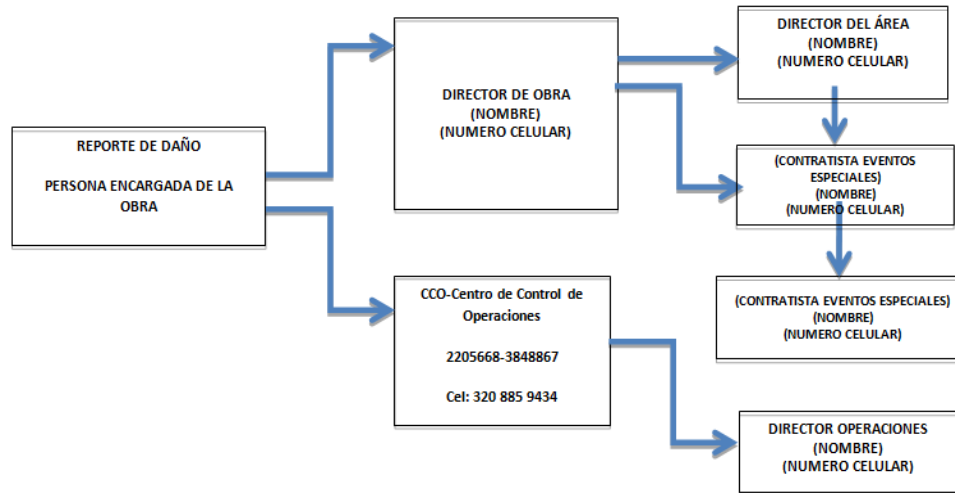 REPORTE DE DAÑO
PERSONA ENCARGADA DE LA
OBRA
DIRECTOR DE OBRA
(NOMBRE)
(NUMERO CELULAR)
CCO-Centro de Control de
Operaciones
2205668-3848867
Cel: 320 885 9434
DIRECTOR DEL ÁREA
(NOMBRE)
(NUMERO CELULAR)
(CONTRATISTA EVENTOS
ESPECIALES)
(NOMBRE)
(NUMERO CELULAR)
(CONTRATISTA EVENTOS ESPECIALES)
(NOMBRE)
(NUMERO CELULAR)
DIRECTOR OPERACIONES
(NOMBRE)
(NUMERO CELULAR)